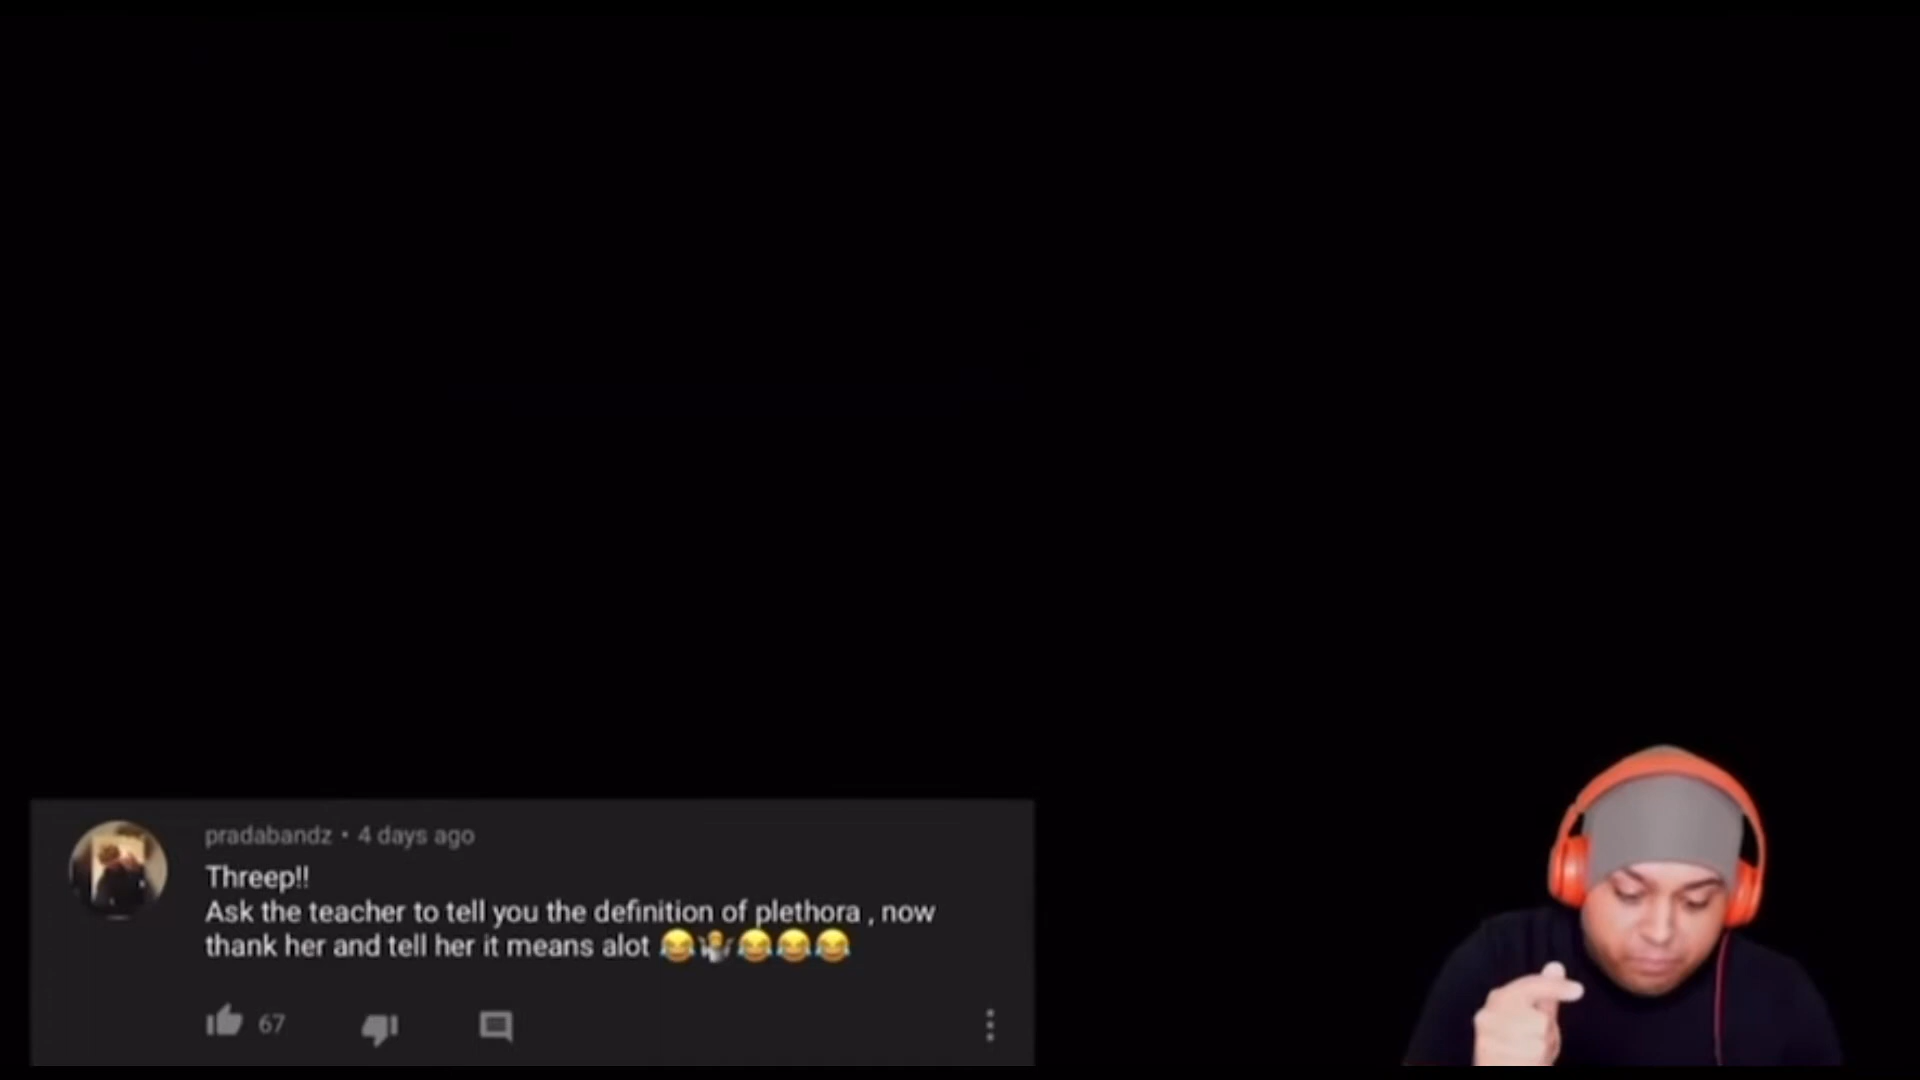 pradabandz • 4 days ago
Threep!!
Ask the teacher to tell you the definition of plethora , now
thank her and tell her it means alot 😂🤷😂😂😂
67